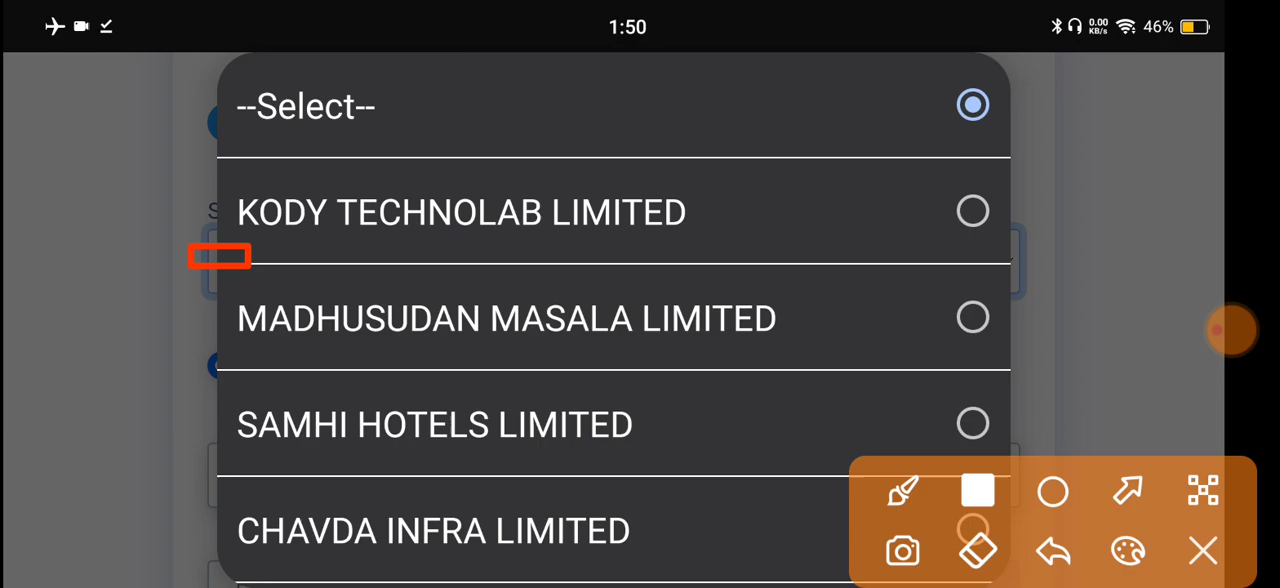 1:50
0.00
KB/s
46%
--Select--
S
KODY TECHNOLAB LIMITED
MADHUSUDAN MASALA LIMITED
SAMHI HOTELS LIMITED
CHAVDA INFRA LIMITED